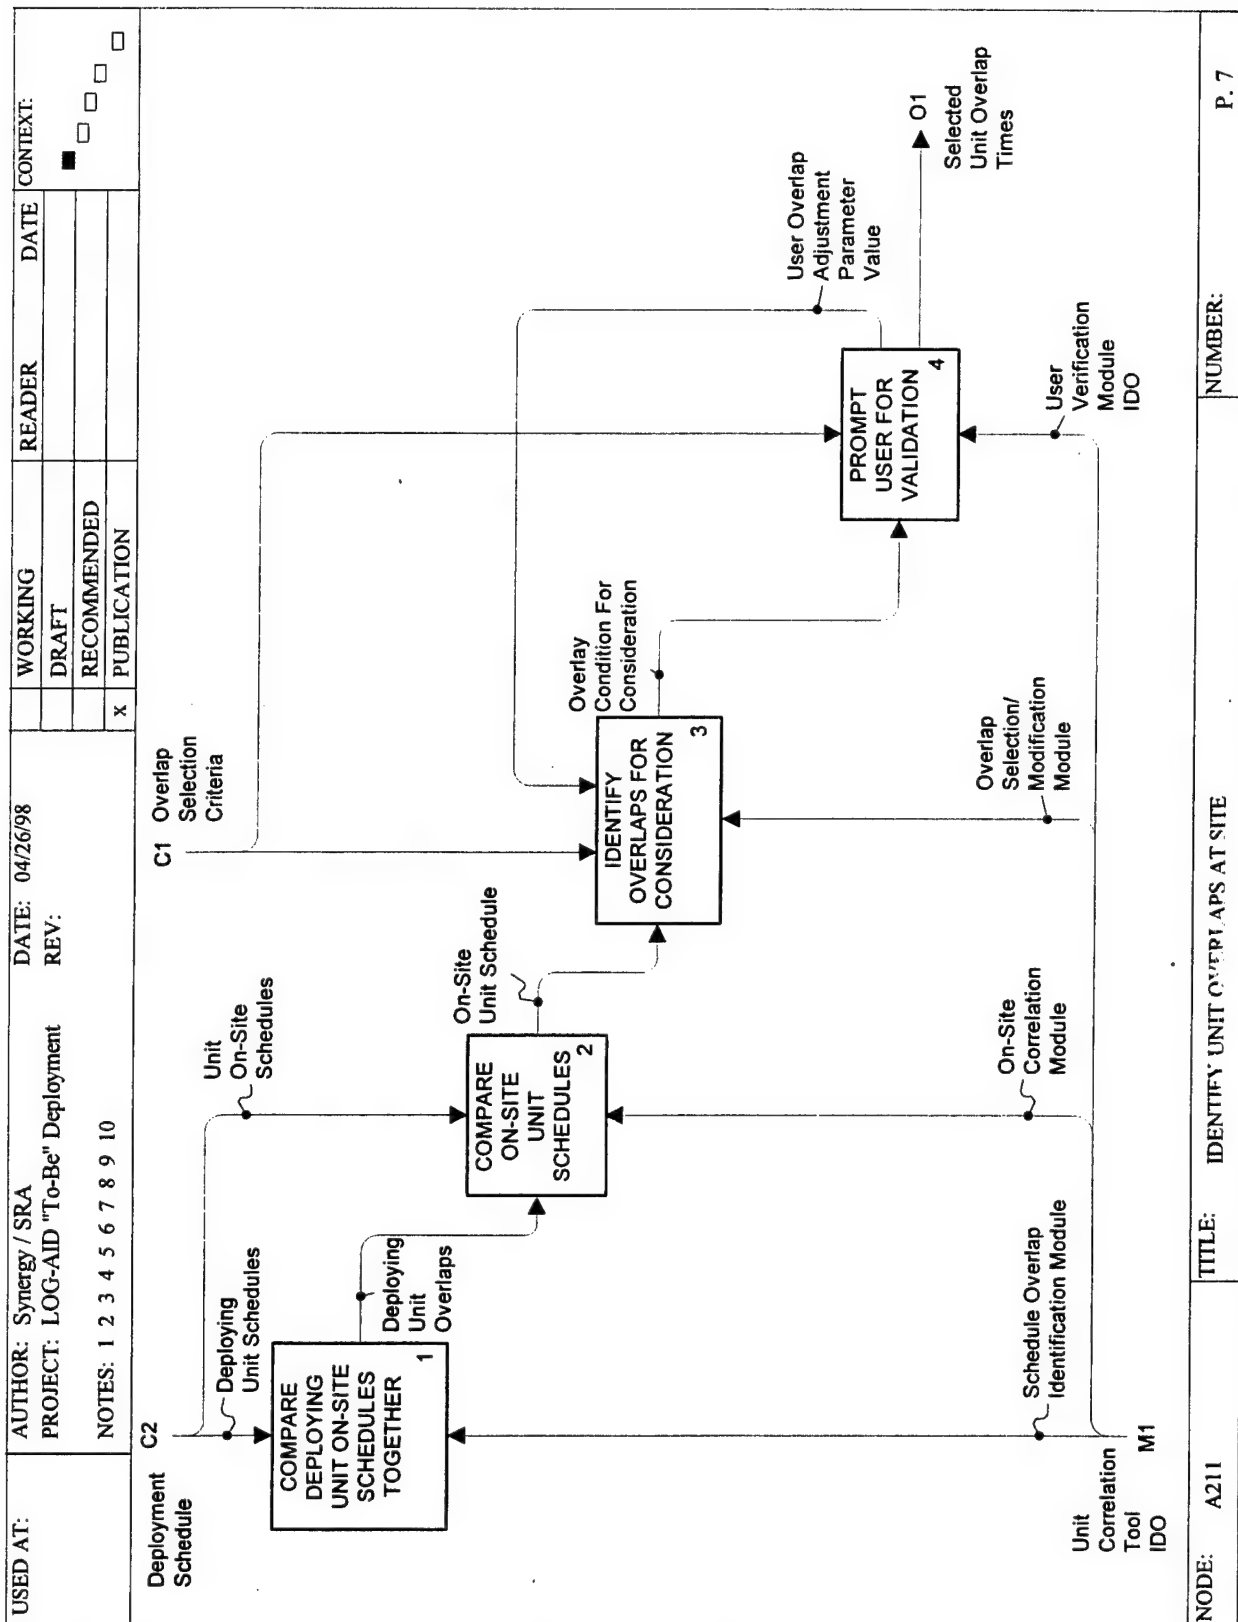 USED AT:
AUTHOR: Synergy / SRA
PROJECT: LOG-AID "To-Be" Deployment
NOTES: 1 2 3 4 5 6 7 8 9 10
DATE: 04/26/98
REV:
WORKING
DRAFT
RECOMMENDED
x PUBLICATION
READER DATE
CONTEXT:
Deployment
Schedule
C2
Deploying
Unit Schedules
Unit
On-Site
Schedules
C1
Overlap
Selection
Criteria
COMPARE
DEPLOYING
UNIT ON-SITE
SCHEDULES
TOGETHER
1
Deploying
Unit
Overlaps
COMPARE
ON-SITE
UNIT
SCHEDULES
2
On-Site
Unit Schedule
IDENTIFY
OVERLAPS FOR
CONSIDERATION
3
Overlay
Condition For
Consideration
PROMPT
USER FOR
VALIDATION
4
User Overlap
Adjustment
Parameter
Value
O1
Selected
Unit Overlap
Times
Unit
Correlation
Tool
IDO
M1
Schedule Overlap
Identification Module
On-Site
Correlation
Module
Overlap
Selection/
Modification
Module
User
Verification
Module
IDO
NODE: A211
TITLE: IDENTIFY UNIT OVERLAPS AT SITE
NUMBER: P. 7